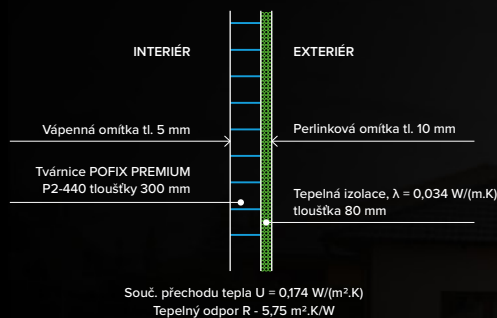 INTERIÉR
EXTERIÉR
Vápenná omítka tl. 5 mm
Perlinková omítka tl. 10 mm
Tvárnice POFIX PREMIUM
P2-440 tloušťky 300 mm
Tepelná izolace, λ = 0,034 W/(m.K)
tloušťka 80 mm
Souč. přechodu tepla U = 0,174 W/(m².K)
Tepelný odpor R - 5,75 m².K/W